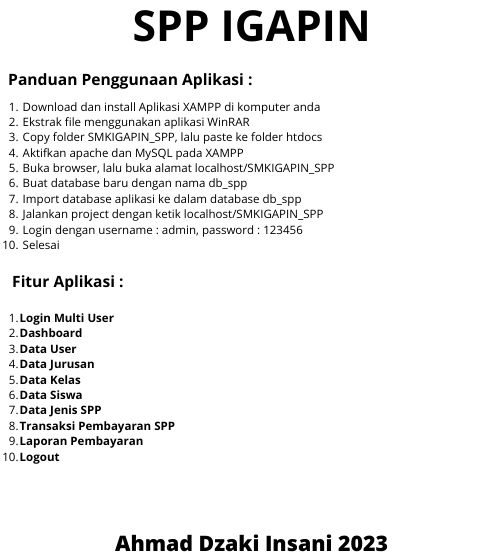 SPP IGAPIN
Panduan Penggunaan Aplikasi :
1. Download dan install Aplikasi XAMPP di komputer anda
2. Ekstrak file menggunakan aplikasi WinRAR
3. Copy folder SMKIGAPIN_SPP, lalu paste ke folder htdocs
4. Aktifkan apache dan MySQL pada XAMPP
5. Buka browser, lalu buka alamat localhost/SMKIGAPIN_SPP
6. Buat database baru dengan nama db_spp
7. Import database aplikasi ke dalam database db_spp
8. Jalankan project dengan ketik localhost/SMKIGAPIN_SPP
9. Login dengan username : admin, password : 123456
10. Selesai
Fitur Aplikasi :
1. Login Multi User
2. Dashboard
3. Data User
4. Data Jurusan
5. Data Kelas
6. Data Siswa
7. Data Jenis SPP
8. Transaksi Pembayaran SPP
9. Laporan Pembayaran
10. Logout
Ahmad Dzaki Insani 2023